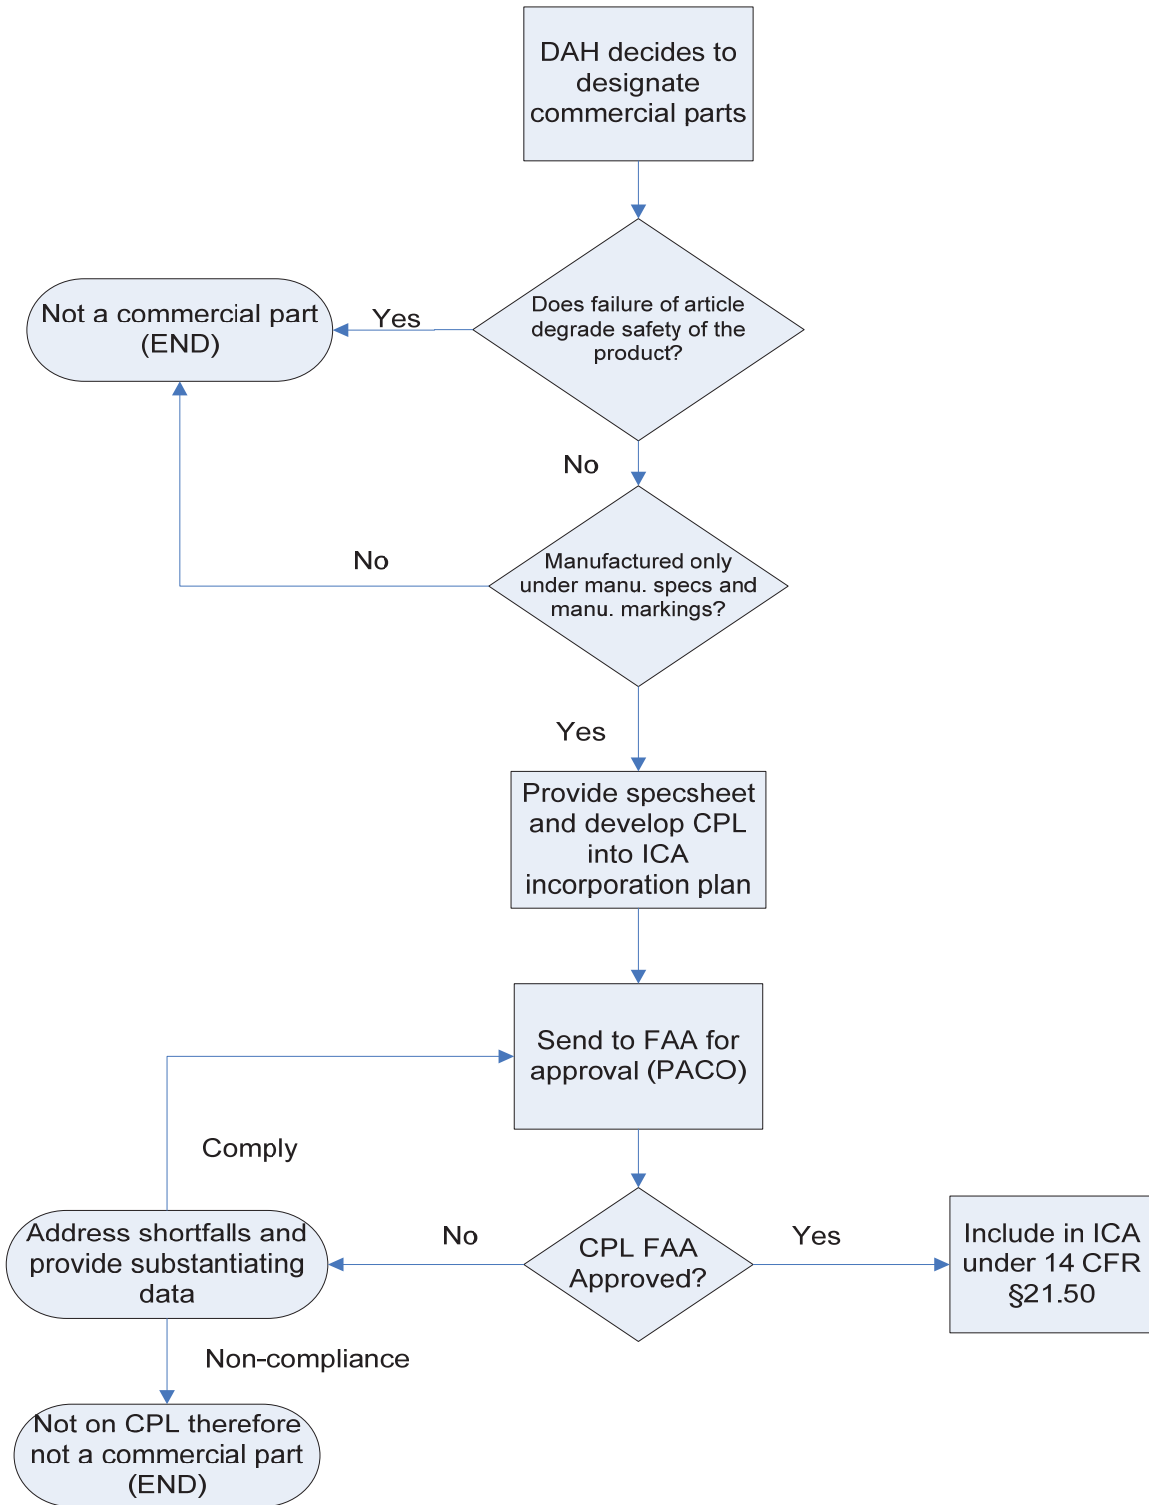 DAH decides to
designate
commercial parts
Does failure of article
degrade safety of the
product?
Yes
Not a commercial part
(END)
No
Manufactured only
under manu. specs and
manu. markings?
No
Yes
Provide specsheet
and develop CPL
into ICA
incorporation plan
Send to FAA for
approval (PACO)
Comply
CPL FAA
Approved?
No
Yes
Address shortfalls and
provide substantiating
data
Include in ICA
under 14 CFR
§21.50
Non-compliance
Not on CPL therefore
not a commercial part
(END)